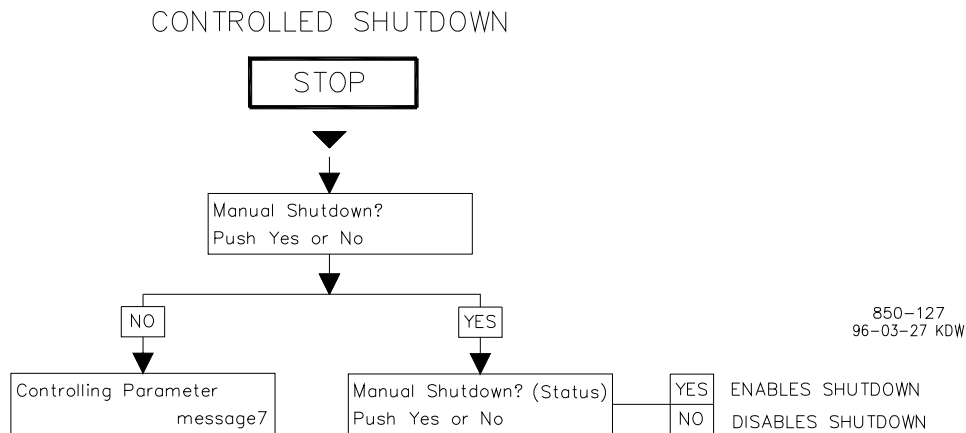 CONTROLLED SHUTDOWN
STOP
Manual Shutdown?
Push Yes or No
NO
YES
850-127
96-03-27 KDW
Controlling Parameter
message7
Manual Shutdown? (Status)
Push Yes or No
YES ENABLES SHUTDOWN
NO DISABLES SHUTDOWN